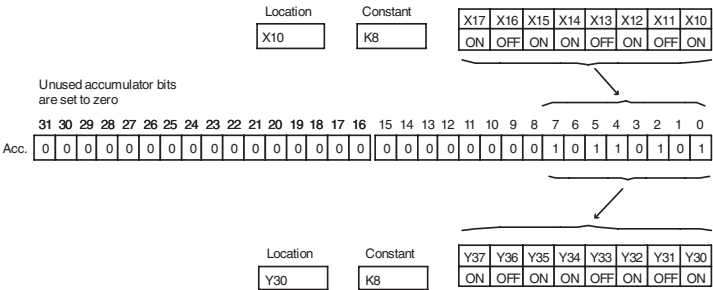 Location Constant
X10 K8
X17 X16 X15 X14 X13 X12 X11 X10
ON OFF ON ON OFF ON OFF ON
Unused accumulator bits
are set to zero
31 30 29 28 27 26 25 24 23 22 21 20 19 18 17 16 15 14 13 12 11 10 9 8 7 6 5 4 3 2 1 0
Acc. 0 0 0 0 0 0 0 0 0 0 0 0 0 0 0 0 0 0 0 0 0 0 0 0 1 0 1 1 0 1 0 1
Location Constant
Y30 K8
Y37 Y36 Y35 Y34 Y33 Y32 Y31 Y30
ON OFF ON ON OFF ON OFF ON